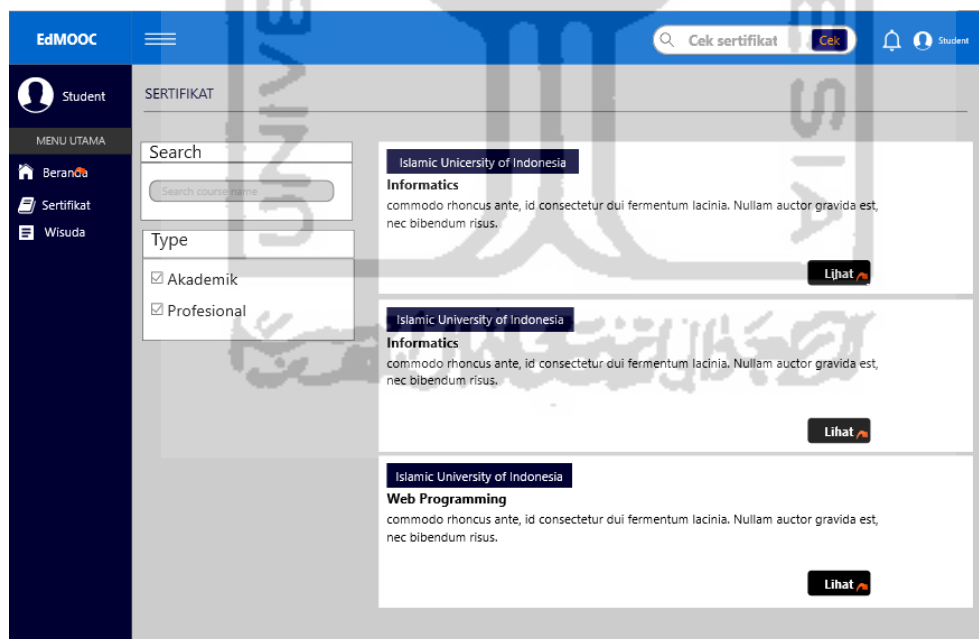 EdMOOC
Cek sertifikat
Cek
Student
Student
SERTIFIKAT
MENU UTAMA
Beranda
Sertifikat
Wisuda
Search
Search course name
Type
Akademik
Profesional
Islamic Unicersity of Indonesia
Informatics
commodo rhoncus ante, id consectetur dui fermentum lacinia. Nullam auctor gravida est,
nec bibendum risus.
Lihat
Islamic University of Indonesia
Informatics
commodo rhoncus ante, id consectetur dui fermentum lacinia. Nullam auctor gravida est,
nec bibendum risus.
Lihat
Islamic University of Indonesia
Web Programming
commodo rhoncus ante, id consectetur dui fermentum lacinia. Nullam auctor gravida est,
nec bibendum risus.
Lihat